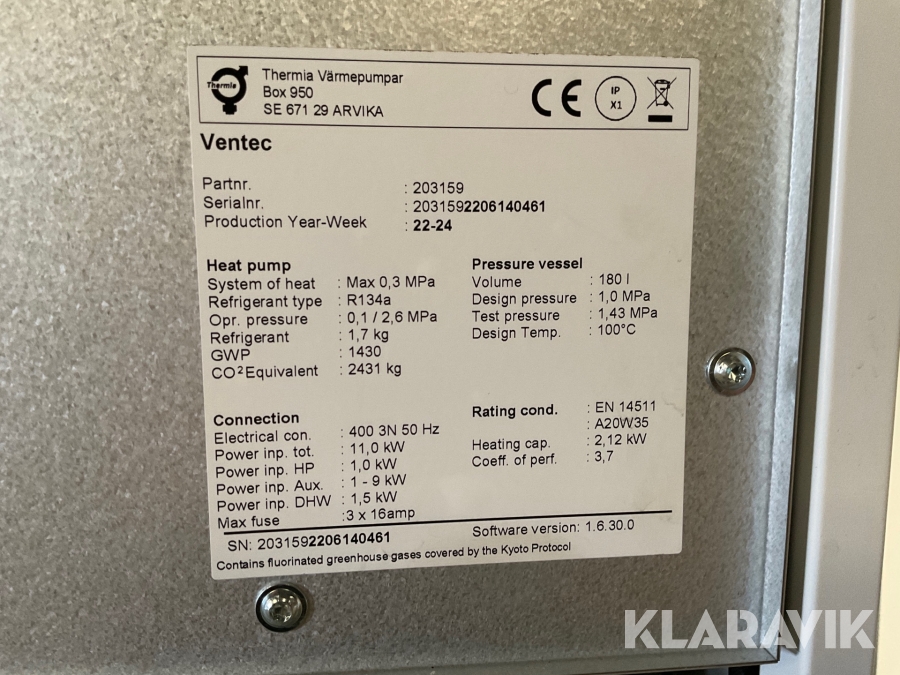 Thermia
Thermia Värmepumpar
Box 950
SE 671 29 ARVIKA
CE
IP
X1
Ventec
Partnr. : 203159
Serialnr. : 2031592206140461
Production Year-Week : 22-24
Heat pump
System of heat : Max 0,3 MPa
Refrigerant type : R134a
Opr. pressure : 0,1 / 2,6 MPa
Refrigerant : 1,7 kg
GWP : 1430
CO² Equivalent : 2431 kg
Pressure vessel
Volume : 180 l
Design pressure : 1,0 MPa
Test pressure : 1,43 MPa
Design Temp. : 100°C
Connection
Electrical con. : 400 3N 50 Hz
Power inp. tot. : 11,0 kW
Power inp. HP : 1,0 kW
Power inp. Aux. : 1 - 9 kW
Power inp. DHW : 1,5 kW
Max fuse :3 x 16amp
Rating cond. : EN 14511
: A20W35
Heating cap. : 2,12 kW
Coeff. of perf. : 3,7
SN: 2031592206140461 Software version: 1.6.30.0
Contains fluorinated greenhouse gases covered by the Kyoto Protocol
KLARAVIK